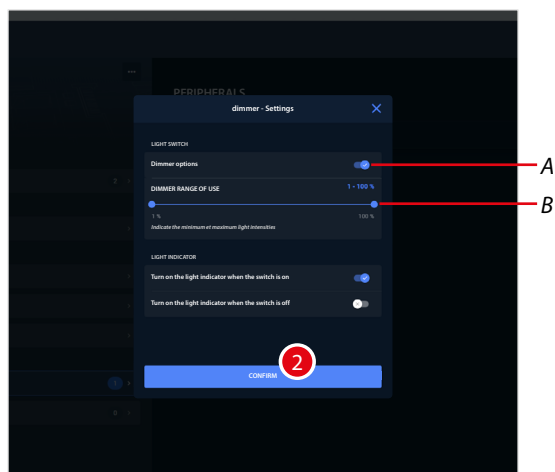 PERIPHERALS
dimmer - Settings
LIGHT SWITCH
Dimmer options
A
DIMMER RANGE OF USE 1 - 100 %
B
1 % 100 %
Indicate the minimum et maximum light intensities
LIGHT INDICATOR
Turn on the light indicator when the switch is on
Turn on the light indicator when the switch is off
2
CONFIRM